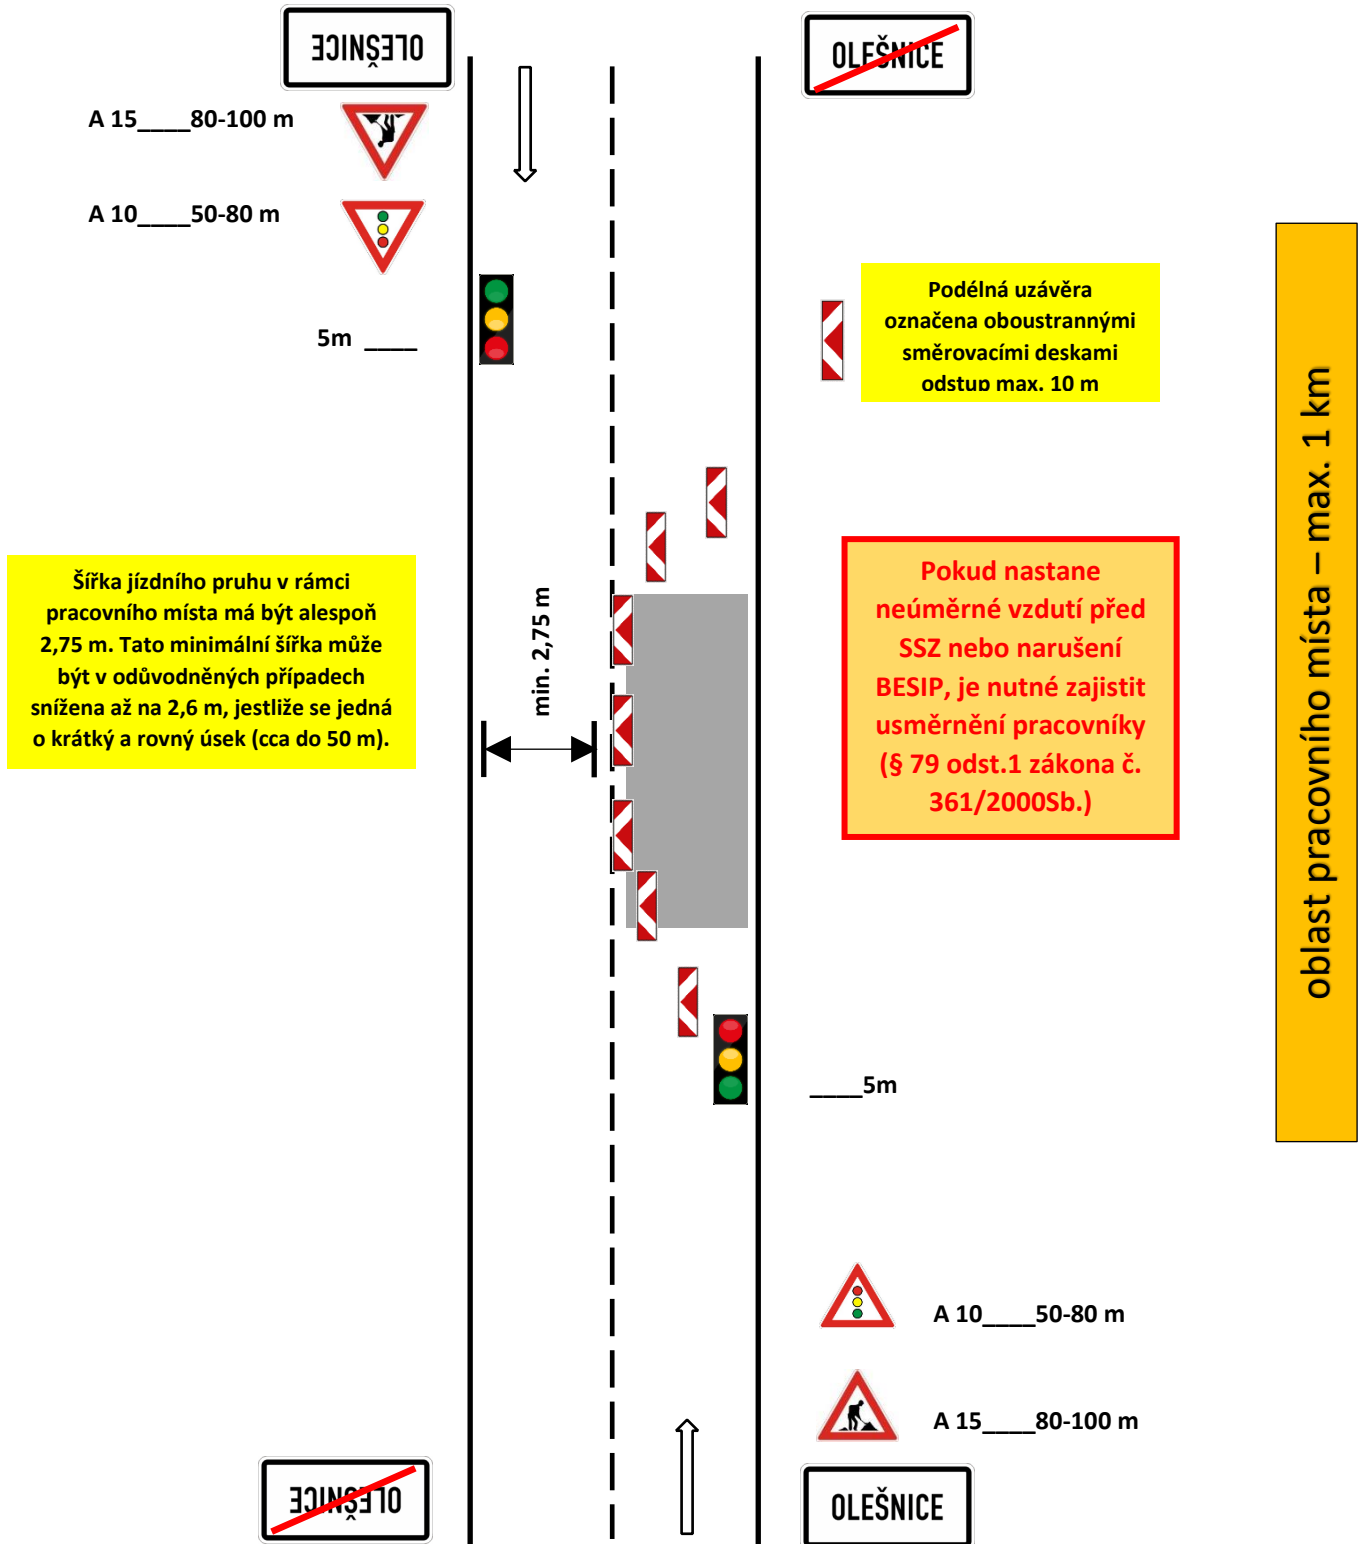 OLEŠNICE
OLEŠNICE
A 15____80-100 m
A 10____50-80 m
5m ____
Podélná uzávěra
označena oboustrannými
směrovacími deskami
odstup max. 10 m
Šířka jízdního pruhu v rámci
pracovního místa má být alespoň
2,75 m. Tato minimální šířka může
být v odůvodněných případech
snížena až na 2,6 m, jestliže se jedná
o krátký a rovný úsek (cca do 50 m).
min. 2,75 m
Pokud nastane
neúměrné vzdutí před
SSZ nebo narušení
BESIP, je nutné zajistit
usměrnění pracovníky
(§ 79 odst.1 zákona č.
361/2000Sb.)
oblast pracovního místa – max. 1 km
____5m
A 10____50-80 m
A 15____80-100 m
OLEŠNICE
OLEŠNICE